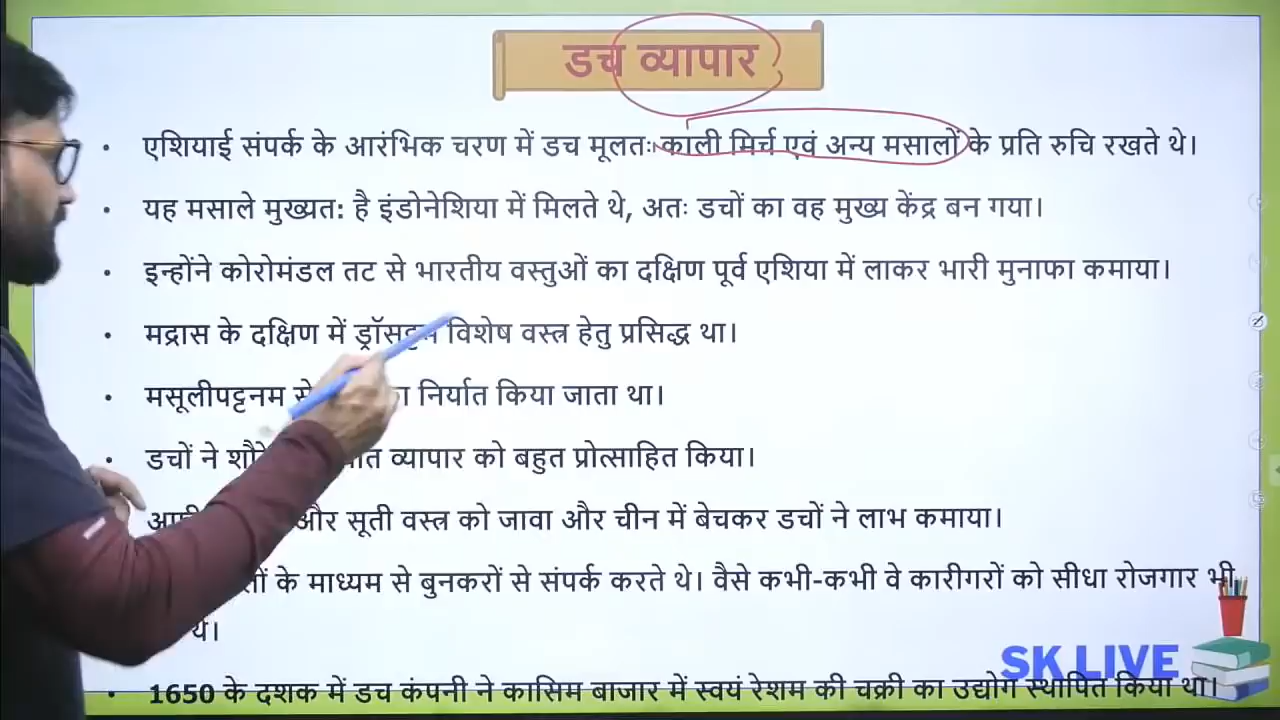 डच व्यापार
• एशियाई संपर्क के आरंभिक चरण में डच मूलतः काली मिर्च एवं अन्य मसालों के प्रति रुचि रखते थे।
• यह मसाले मुख्यत: है इंडोनेशिया में मिलते थे, अतः डचों का वह मुख्य केंद्र बन गया।
• इन्होंने कोरोमंडल तट से भारतीय वस्तुओं का दक्षिण पूर्व एशिया में लाकर भारी मुनाफा कमाया।
• मद्रास के दक्षिण में विशेष वस्त्र हेतु प्रसिद्ध था।
• मसूलीपट्टनम से निर्यात किया जाता था।
• डचों ने व्यापार को बहुत प्रोत्साहित किया।
और सूती वस्त्र को जावा और चीन में बेचकर डचों ने लाभ कमाया।
के माध्यम से बुनकरों से संपर्क करते थे। वैसे कभी-कभी वे कारीगरों को सीधा रोजगार भी
थे।
SK LIVE
• 1650 के दशक में डच कंपनी ने कासिम बाजार में स्वयं रेशम की चक्री का उद्योग स्थापित किया था।